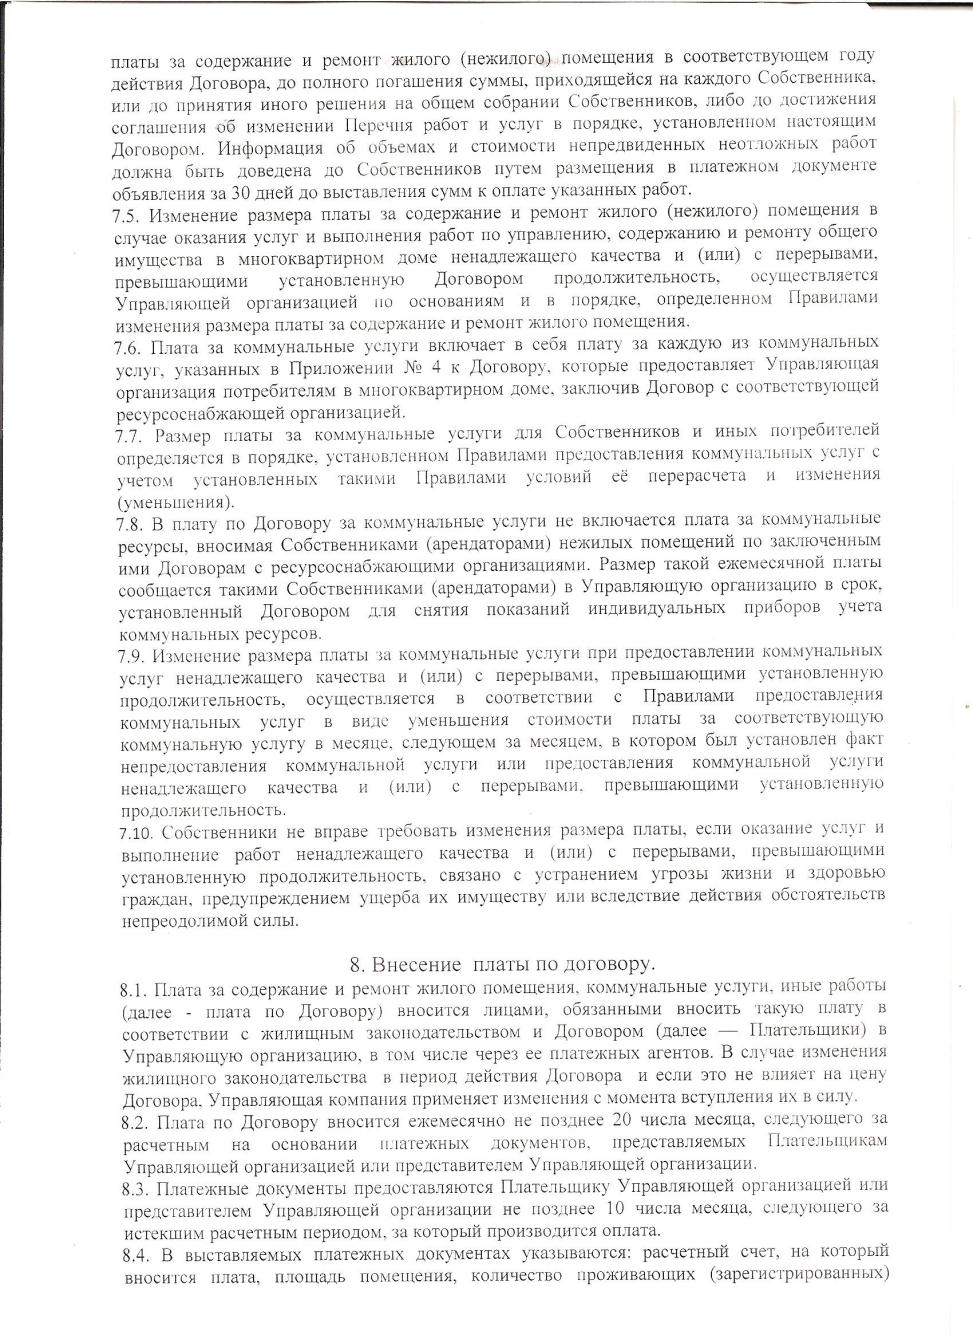 платы за содержание и ремонт жилого (нежилого) помещения в соответствующем году
действия Договора, до полного погашения суммы, приходящейся на каждого Собственника,
или до принятия иного решения на общем собрании Собственников, либо до достижения
соглашения об изменении Перечня работ и услуг в порядке, установленном настоящим
Договором. Информация об объемах и стоимости непредвиденных неотложных работ
должна быть доведена до Собственников путем размещения в платежном документе
объявления за 30 дней до выставления сумм к оплате указанных работ.
7.5. Изменение размера платы за содержание и ремонт жилого (нежилого) помещения в
случае оказания услуг и выполнения работ по управлению, содержанию и ремонту общего
имущества в многоквартирном доме ненадлежащего качества и (или) с перерывами,
превышающими установленную Договором продолжительность, осуществляется
Управляющей организацией по основаниям и в порядке, определенном Правилами
изменения размера платы за содержание и ремонт жилого помещения.
7.6. Плата за коммунальные услуги включает в себя плату за каждую из коммунальных
услуг, указанных в Приложении № 4 к Договору, которые предоставляет Управляющая
организация потребителям в многоквартирном доме, заключив Договор с соответствующей
ресурсоснабжающей организацией.
7.7. Размер платы за коммунальные услуги для Собственников и иных потребителей
определяется в порядке, установленном Правилами предоставления коммунальных услуг с
учетом установленных такими Правилами условий её перерасчета и изменения
(уменьшения).
7.8. В плату по Договору за коммунальные услуги не включается плата за коммунальные
ресурсы, вносимая Собственниками (арендаторами) нежилых помещений по заключенным
ими Договорам с ресурсоснабжающими организациями. Размер такой ежемесячной платы
сообщается такими Собственниками (арендаторами) в Управляющую организацию в срок,
установленный Договором для снятия показаний индивидуальных приборов учета
коммунальных ресурсов.
7.9. Изменение размера платы за коммунальные услуги при предоставлении коммунальных
услуг ненадлежащего качества и (или) с перерывами, превышающими установленную
продолжительность, осуществляется в соответствии с Правилами предоставления
коммунальных услуг в виде уменьшения стоимости платы за соответствующую
коммунальную услугу в месяце, следующем за месяцем, в котором был установлен факт
непредоставления коммунальной услуги или предоставления коммунальной услуги
ненадлежащего качества и (или) с перерывами, превышающими установленную
продолжительность.
7.10. Собственники не вправе требовать изменения размера платы, если оказание услуг и
выполнение работ ненадлежащего качества и (или) с перерывами, превышающими
установленную продолжительность, связано с устранением угрозы жизни и здоровью
граждан, предупреждением ущерба их имуществу или вследствие действия обстоятельств
непреодолимой силы.
8. Внесение платы по договору.
8.1. Плата за содержание и ремонт жилого помещения, коммунальные услуги, иные работы
(далее - плата по Договору) вносится лицами, обязанными вносить такую плату в
соответствии с жилищным законодательством и Договором (далее — Плательщики) в
Управляющую организацию, в том числе через ее платежных агентов. В случае изменения
жилищного законодательства в период действия Договора и если это не влияет на цену
Договора, Управляющая компания применяет изменения с момента вступления их в силу.
8.2. Плата по Договору вносится ежемесячно не позднее 20 числа месяца, следующего за
расчетным на основании платежных документов, представляемых Плательщикам
Управляющей организацией или представителем Управляющей организации.
8.3. Платежные документы предоставляются Плательщику Управляющей организацией или
представителем Управляющей организации не позднее 10 числа месяца, следующего за
истекшим расчетным периодом, за который производится оплата.
8.4. В выставляемых платежных документах указываются: расчетный счет, на который
вносится плата, площадь помещения, количество проживающих (зарегистрированных)